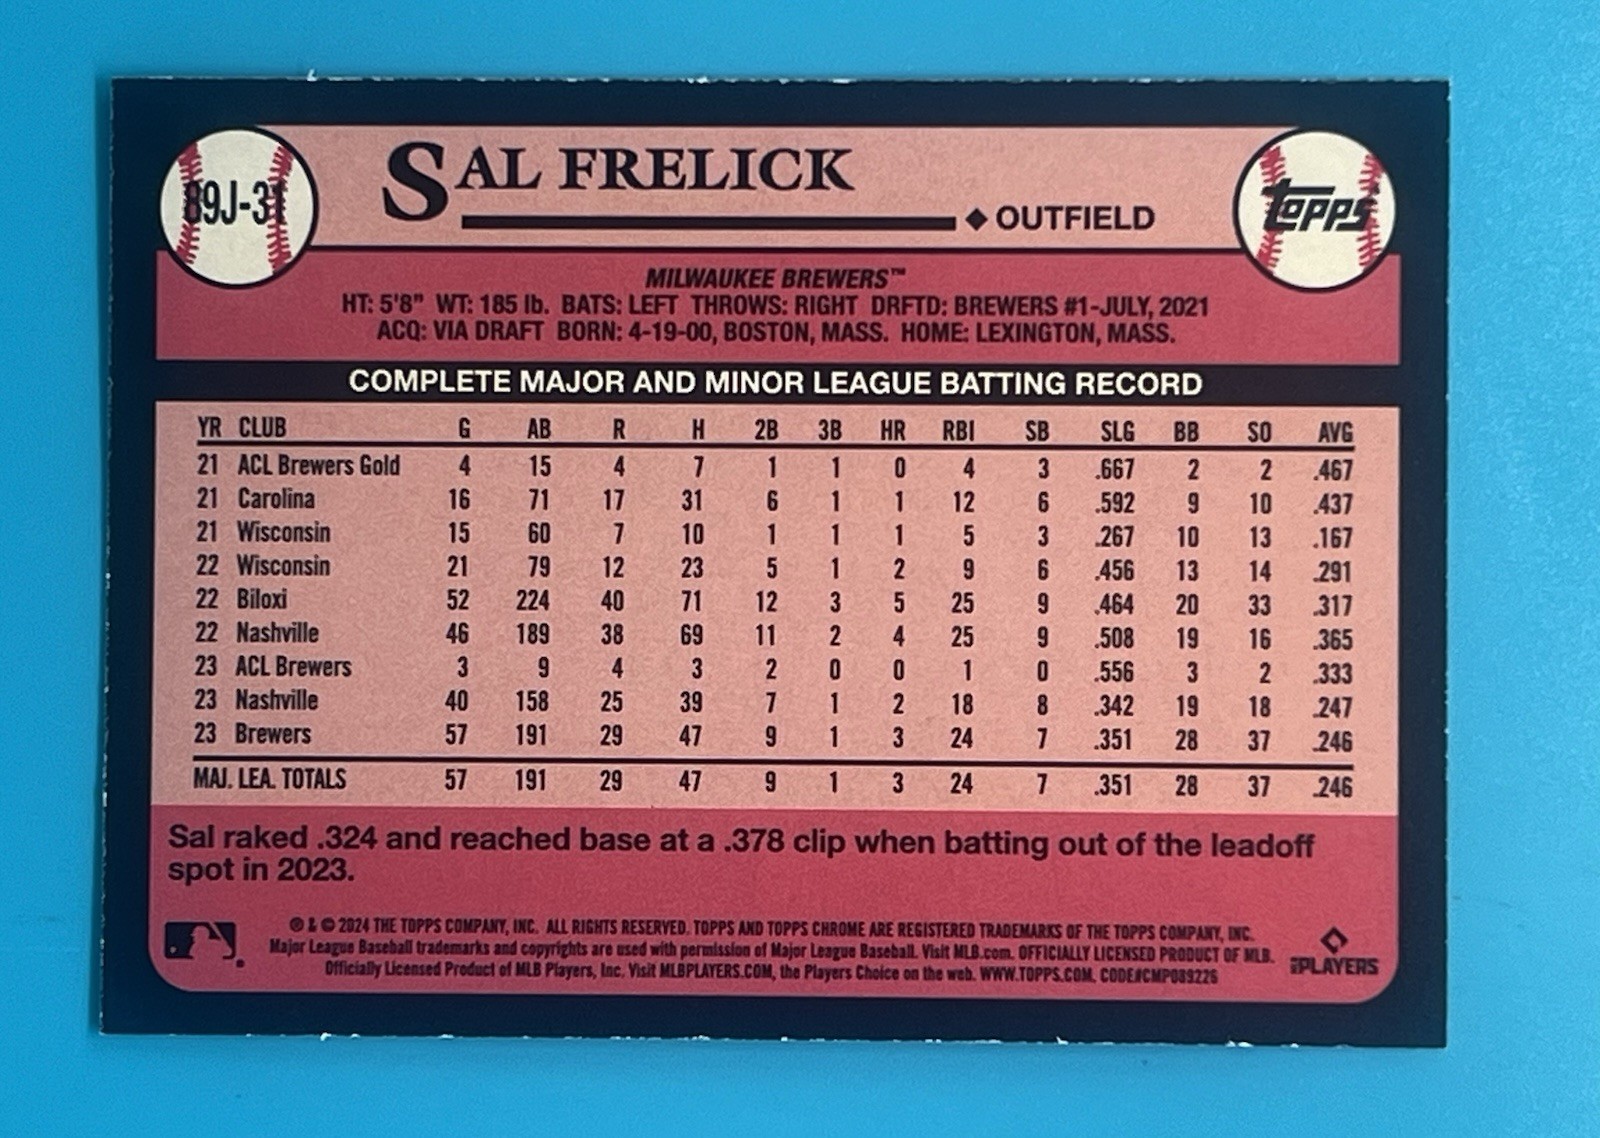 89J-31
SAL FRELICK
◆ OUTFIELD
topps
MILWAUKEE BREWERS™
HT: 5'8" WT: 185 lb. BATS: LEFT THROWS: RIGHT DRFTD: BREWERS #1-JULY, 2021
ACQ: VIA DRAFT BORN: 4-19-00, BOSTON, MASS. HOME: LEXINGTON, MASS.
COMPLETE MAJOR AND MINOR LEAGUE BATTING RECORD
YR CLUB G AB R H 2B 3B HR RBI SB SLG BB SO AVG
21 ACL Brewers Gold 4 15 4 7 1 1 0 4 3 .667 2 2 .467
21 Carolina 16 71 17 31 6 1 1 12 6 .592 9 10 .437
21 Wisconsin 15 60 7 10 1 1 1 5 3 .267 10 13 .167
22 Wisconsin 21 79 12 23 5 1 2 9 6 .456 13 14 .291
22 Biloxi 52 224 40 71 12 3 5 25 9 .464 20 33 .317
22 Nashville 46 189 38 69 11 2 4 25 9 .508 19 16 .365
23 ACL Brewers 3 9 4 3 2 0 0 1 0 .556 3 2 .333
23 Nashville 40 158 25 39 7 1 2 18 8 .342 19 18 .247
23 Brewers 57 191 29 47 9 1 3 24 7 .351 28 37 .246
MAJ. LEA. TOTALS 57 191 29 47 9 1 3 24 7 .351 28 37 .246
Sal raked .324 and reached base at a .378 clip when batting out of the leadoff
spot in 2023.
® & © 2024 THE TOPPS COMPANY, INC. ALL RIGHTS RESERVED. TOPPS AND TOPPS CHROME ARE REGISTERED TRADEMARKS OF THE TOPPS COMPANY, INC.
Major League Baseball trademarks and copyrights are used with permission of Major League Baseball. Visit MLB.com. OFFICIALLY LICENSED PRODUCT OF MLB.
Officially Licensed Product of MLB Players, Inc. Visit MLBPLAYERS.COM, the Players Choice on the web. WWW.TOPPS.COM. CODE#CMP089226
MLBPLAYERS